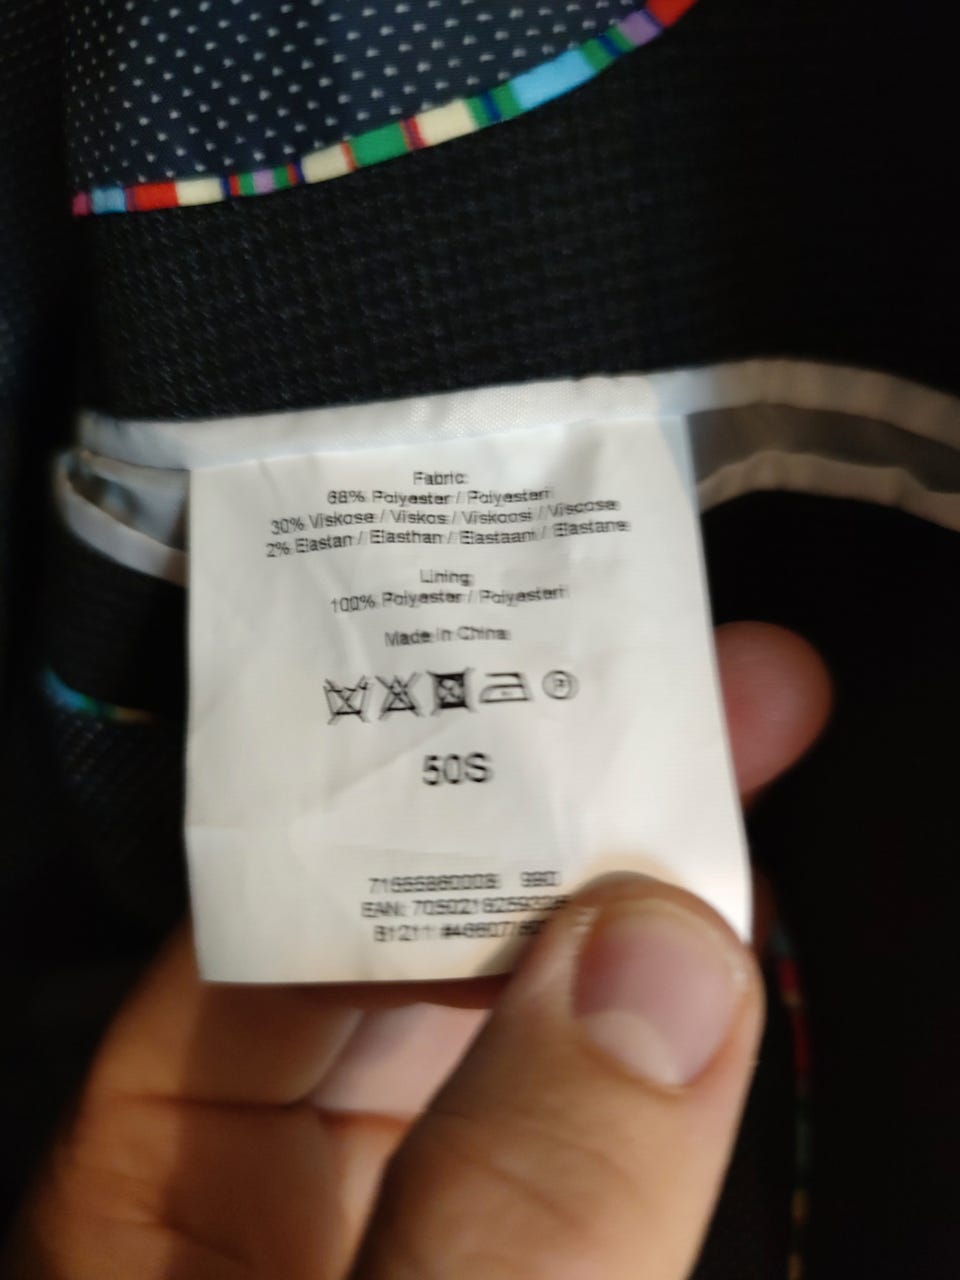 Fabric:
68% Polyester / Polyesteri
30% Viskose / Viskos / Viskoosi / Viscose
2% Elastan / Elasthan / Elastaani / Elastane
Lining:
100% Polyester / Polyesteri
Made in China
P
50S
EAN: